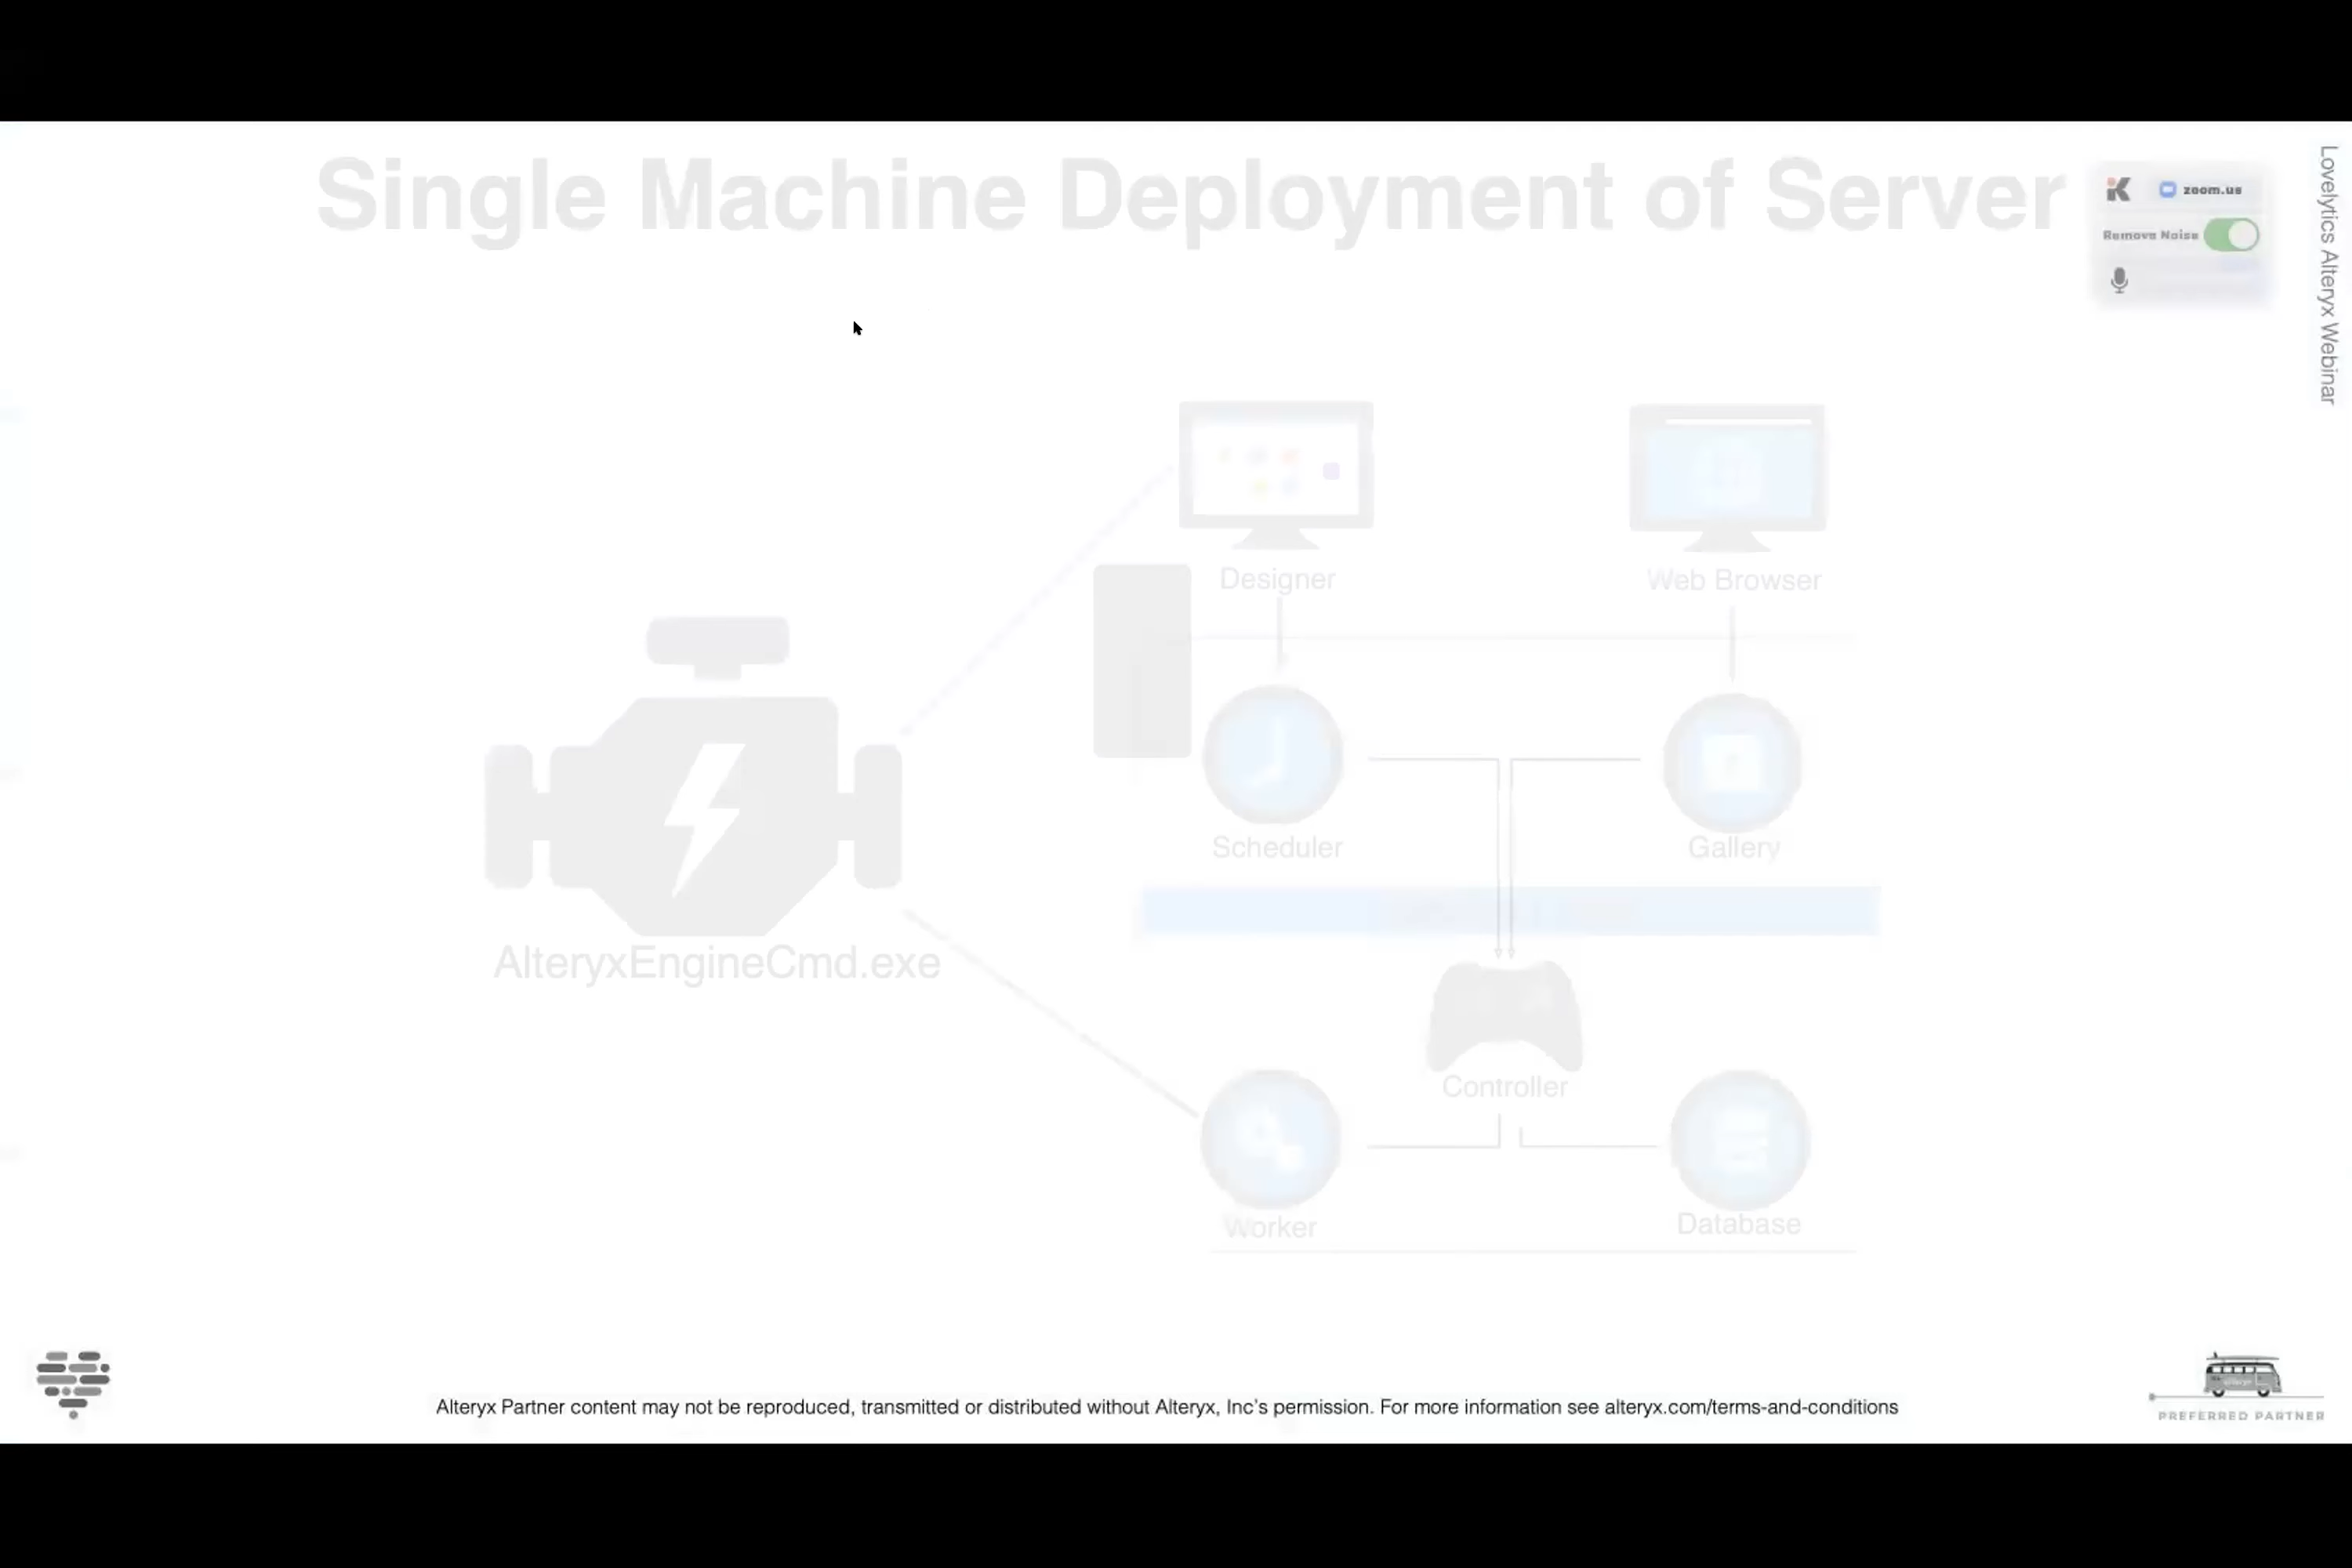 Single Machine Deployment of Server
zoom.us
Remove Noise
Lovelytics Alteryx Webinar
Designer
Web Browser
Scheduler
Gallery
AlteryxEngineCmd.exe
Controller
Worker
Database
Alteryx Partner content may not be reproduced, transmitted or distributed without Alteryx, Inc's permission. For more information see alteryx.com/terms-and-conditions
PREFERRED PARTNER